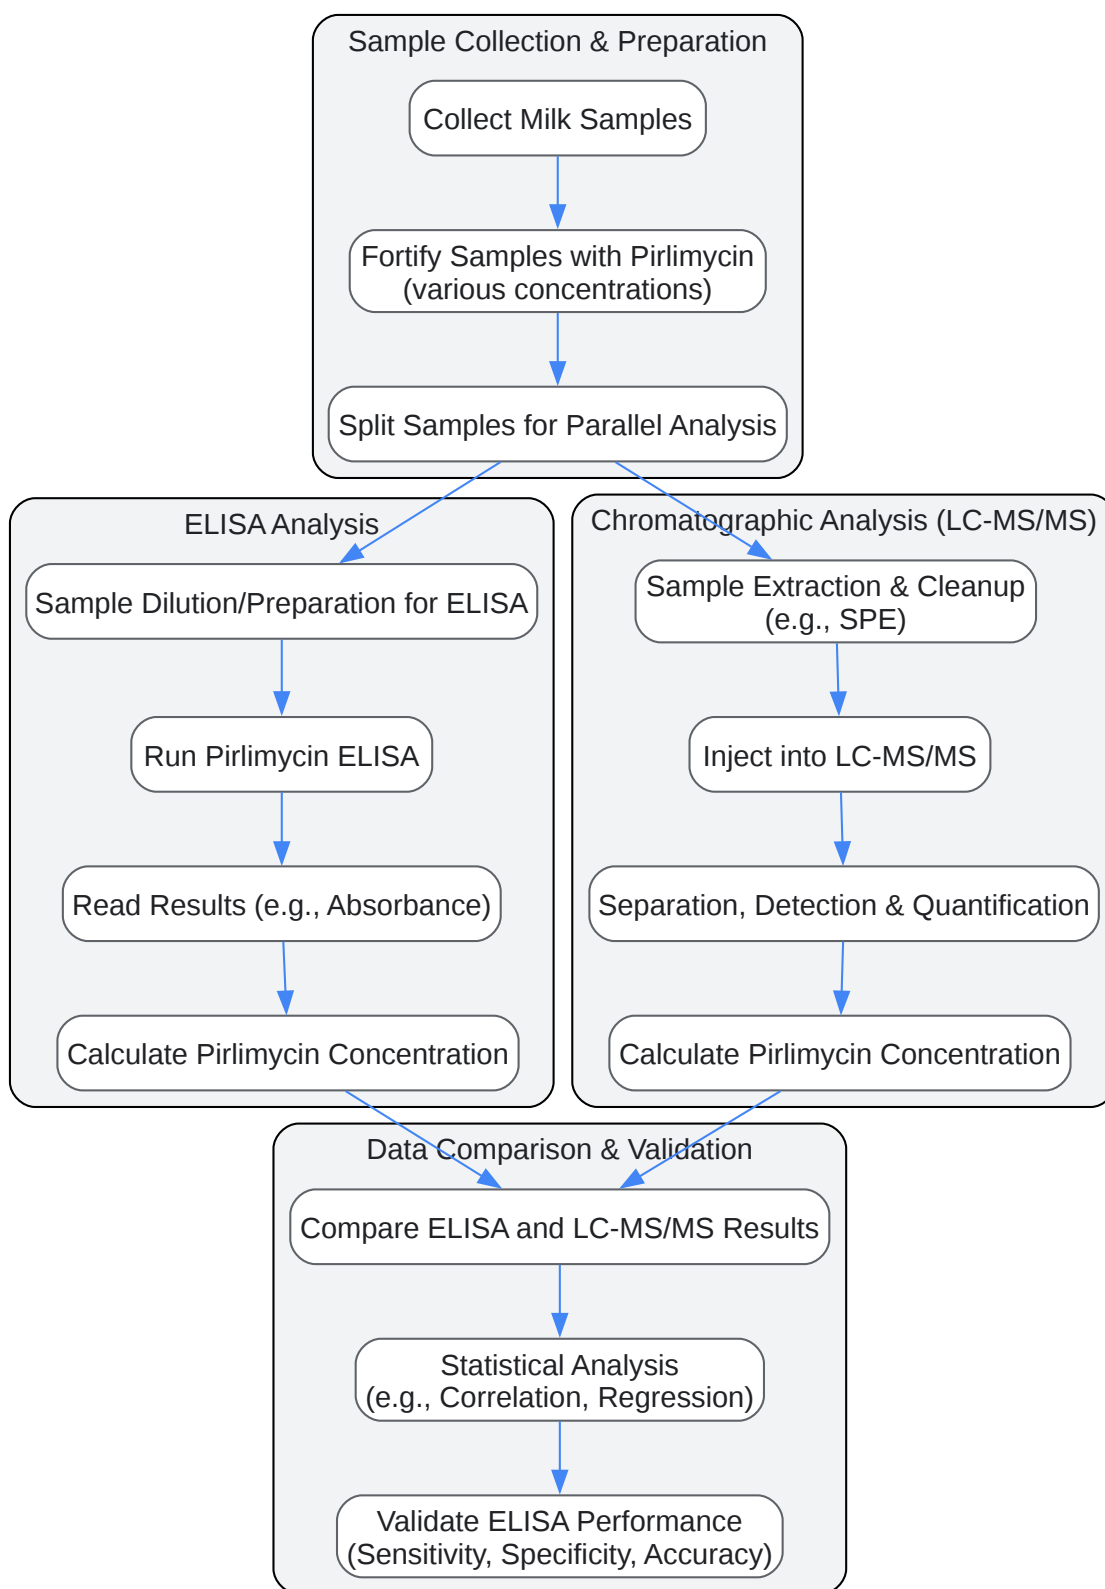 Sample Collection & Preparation
Collect Milk Samples
Fortify Samples with Pirlimycin
(various concentrations)
Split Samples for Parallel Analysis
ELISA Analysis
Sample Dilution/Preparation for ELISA
Run Pirlimycin ELISA
Read Results (e.g., Absorbance)
Calculate Pirlimycin Concentration
Chromatographic Analysis (LC-MS/MS)
Sample Extraction & Cleanup
(e.g., SPE)
Inject into LC-MS/MS
Separation, Detection & Quantification
Calculate Pirlimycin Concentration
Data Comparison & Validation
Compare ELISA and LC-MS/MS Results
Statistical Analysis
(e.g., Correlation, Regression)
Validate ELISA Performance
(Sensitivity, Specificity, Accuracy)